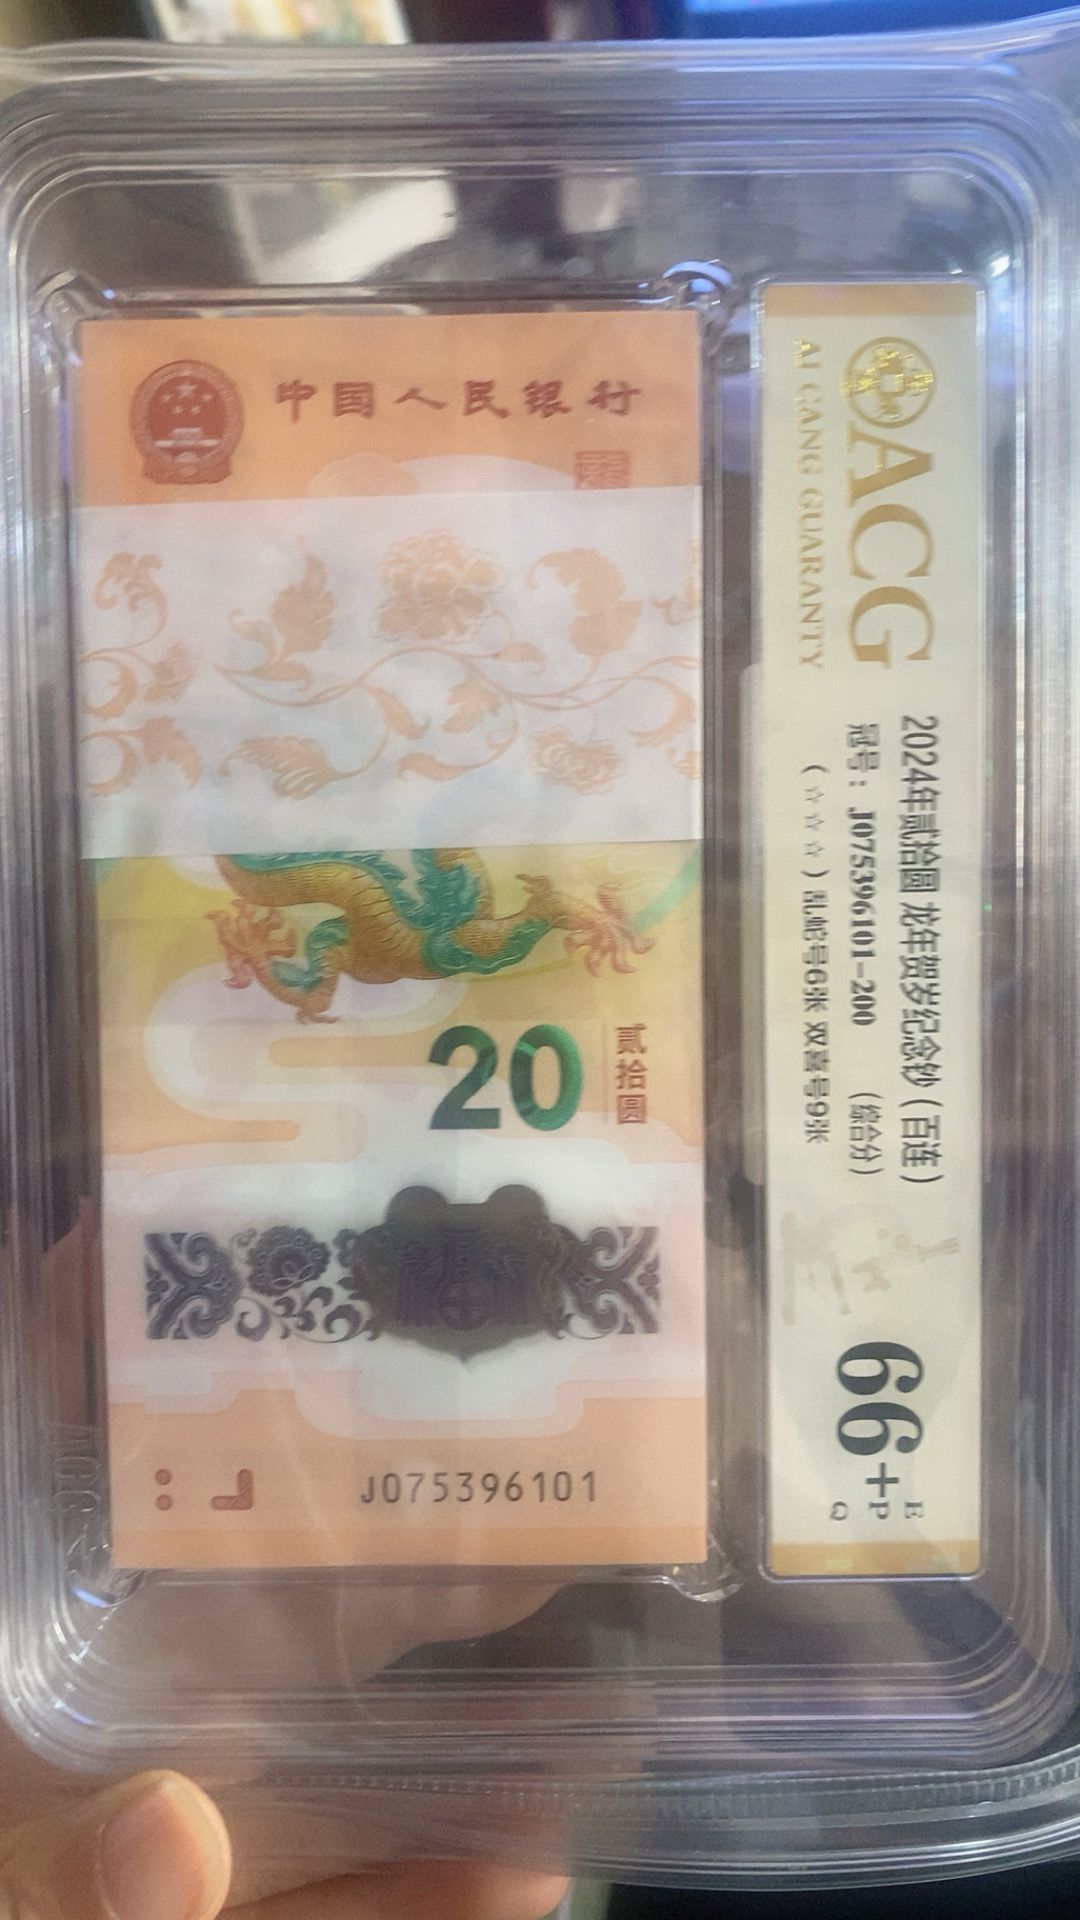 中国人民银行
20
贰拾圆
J075396101
ACG
AI CANG GUARANTY
2024年贰拾圆 龙年贺岁纪念钞（百连）
冠号：J075396101-200 （综合分）
（☆☆☆☆）乱蛇号6张 双喜号9张
66+
E
P
Q